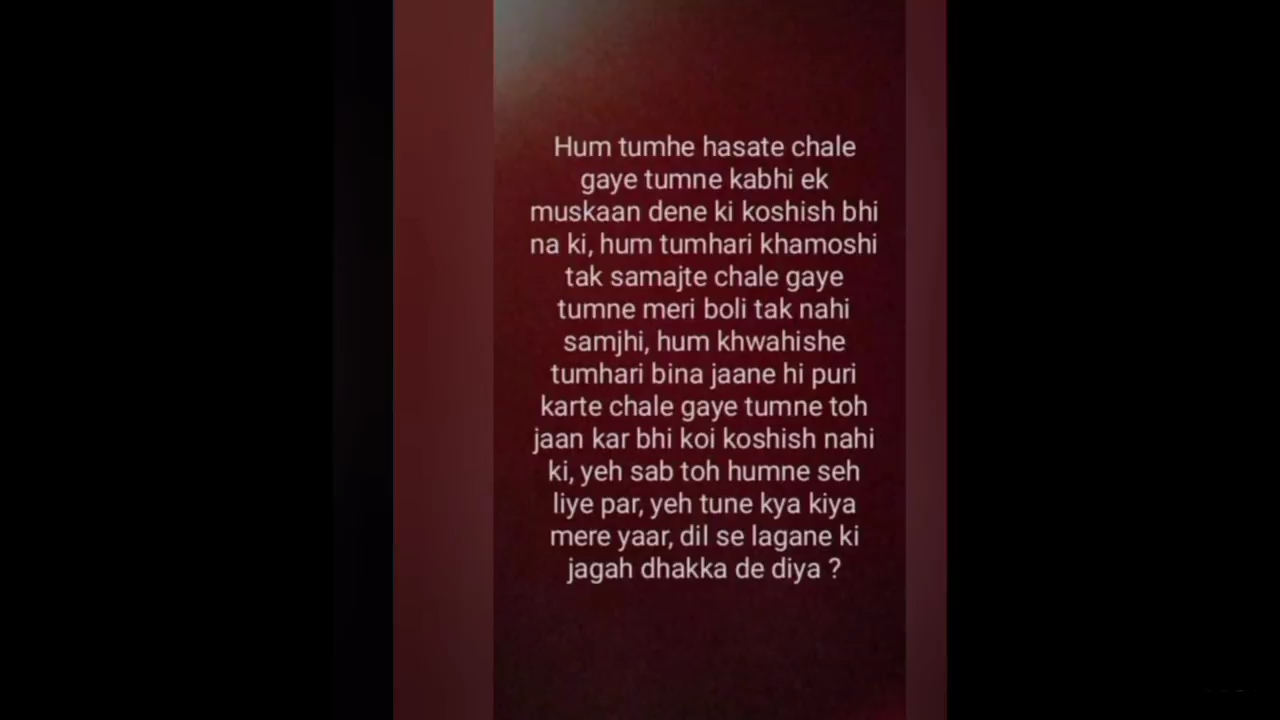 Hum tumhe hasate chale
gaye tumne kabhi ek
muskaan dene ki koshish bhi
na ki, hum tumhari khamoshi
tak samajte chale gaye
tumne meri boli tak nahi
samjhi, hum khwahishe
tumhari bina jaane hi puri
karte chale gaye tumne toh
jaan kar bhi koi koshish nahi
ki, yeh sab toh humne seh
liye par, yeh tune kya kiya
mere yaar, dil se lagane ki
jagah dhakka de diya ?